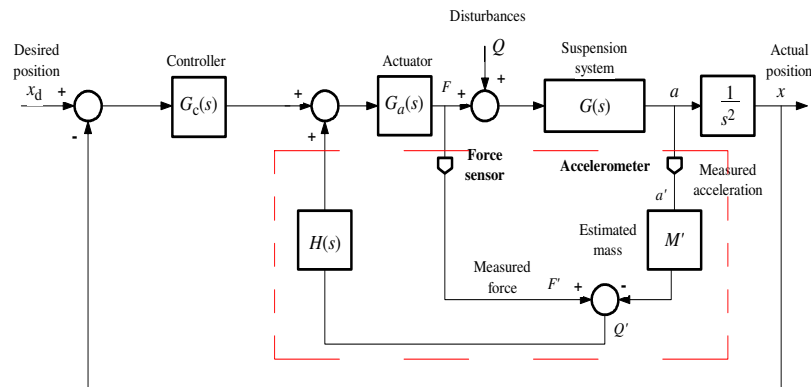 Disturbances
Desired
position
x_d
+
-
Controller
G_c(s)
+
+
Actuator
G_a(s)
F
+
Q
+
Suspension
system
G(s)
a
1
s²
Actual
position
x
Force
sensor
Accelerometer
Measured
acceleration
a'
H(s)
Estimated
mass
M'
Measured
force
F'
+
-
Q'